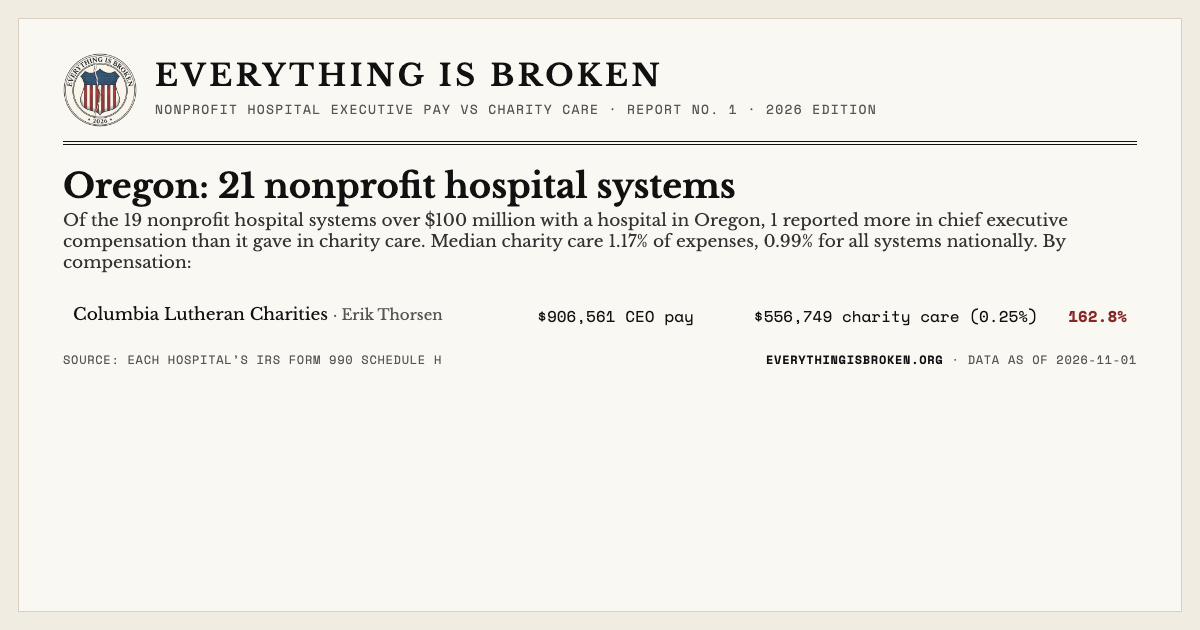 EVERYTHING IS BROKEN
· 2026 ·
EVERYTHING IS BROKEN
NONPROFIT HOSPITAL EXECUTIVE PAY VS CHARITY CARE · REPORT NO. 1 · 2026 EDITION
Oregon: 21 nonprofit hospital systems
Of the 19 nonprofit hospital systems over $100 million with a hospital in Oregon, 1 reported more in chief executive
compensation than it gave in charity care. Median charity care 1.17% of expenses, 0.99% for all systems nationally. By
compensation:
Columbia Lutheran Charities · Erik Thorsen $906,561 CEO pay $556,749 charity care (0.25%) 162.8%
SOURCE: EACH HOSPITAL’S IRS FORM 990 SCHEDULE H EVERYTHINGISBROKEN.ORG · DATA AS OF 2026-11-01